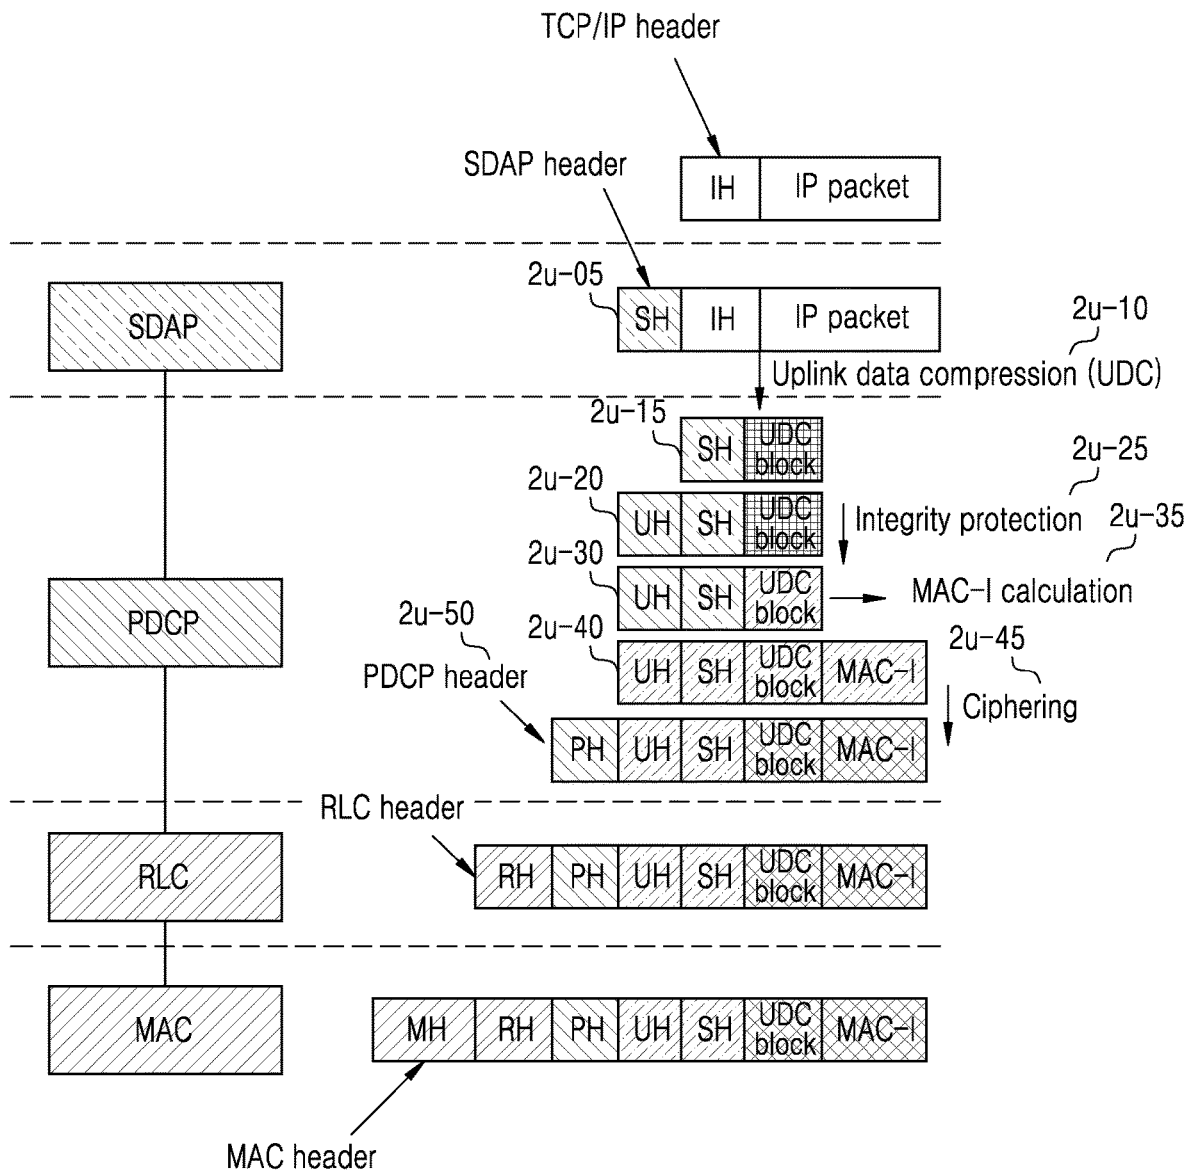 TCP/IP header
SDAP header
IH
IP packet
2u-05
SDAP
SH
IH
IP packet
2u-10
Uplink data compression (UDC)
2u-15
SH
UDC
block
2u-20
UH
SH
UDC
block
2u-25
Integrity protection
2u-30
UH
SH
UDC
block
2u-35
MAC-I calculation
PDCP
2u-40
UH
SH
UDC
block
MAC-I
2u-45
Ciphering
2u-50
PDCP header
PH
UH
SH
UDC
block
MAC-I
RLC header
RLC
RH
PH
UH
SH
UDC
block
MAC-I
MAC
MH
RH
PH
UH
SH
UDC
block
MAC-I
MAC header